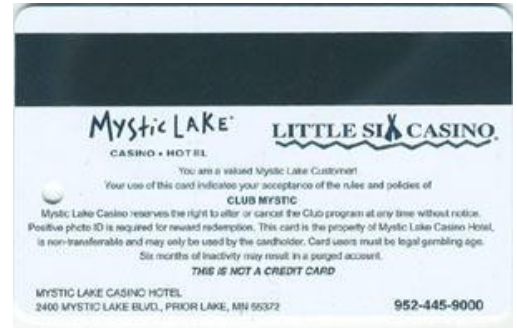 Mystic LAKE®
CASINO • HOTEL
LITTLE SIX CASINO®
You are a valued Mystic Lake Customer!
Your use of this card indicates your acceptance of the rules and policies of
CLUB MYSTIC
Mystic Lake Casino reserves the right to alter or cancel the Club program at any time without notice.
Positive photo ID is required for reward redemption. This card is the property of Mystic Lake Casino Hotel,
is non-transferrable and may only be used by the cardholder. Card users must be legal gambling age.
Six months of inactivity may result in a purged account.
THIS IS NOT A CREDIT CARD
MYSTIC LAKE CASINO HOTEL
2400 MYSTIC LAKE BLVD., PRIOR LAKE, MN 55372
952-445-9000